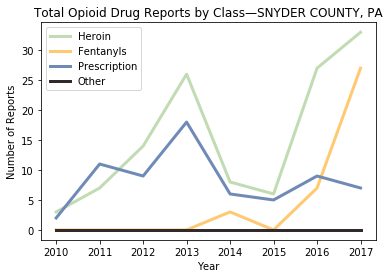 Total Opioid Drug Reports by Class—SNYDER COUNTY, PA
Heroin
Fentanyls
Prescription
Other
Number of Reports
30
25
20
15
10
5
0
2010 2011 2012 2013 2014 2015 2016 2017
Year